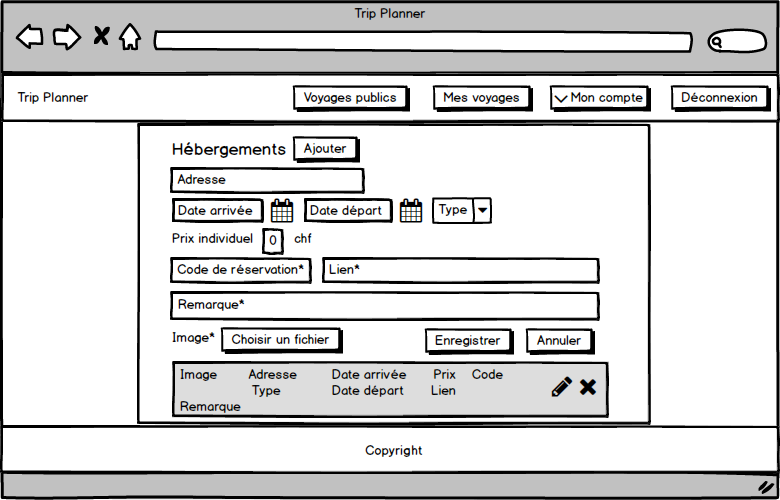 Trip Planner
Trip Planner Voyages publics Mes voyages Mon compte Déconnexion
Hébergements Ajouter
Adresse
Date arrivée Date départ Type
Prix individuel 0 chf
Code de réservation* Lien*
Remarque*
Image* Choisir un fichier Enregistrer Annuler
Image Adresse Date arrivée Prix Code
Type Date départ Lien
Remarque
Copyright